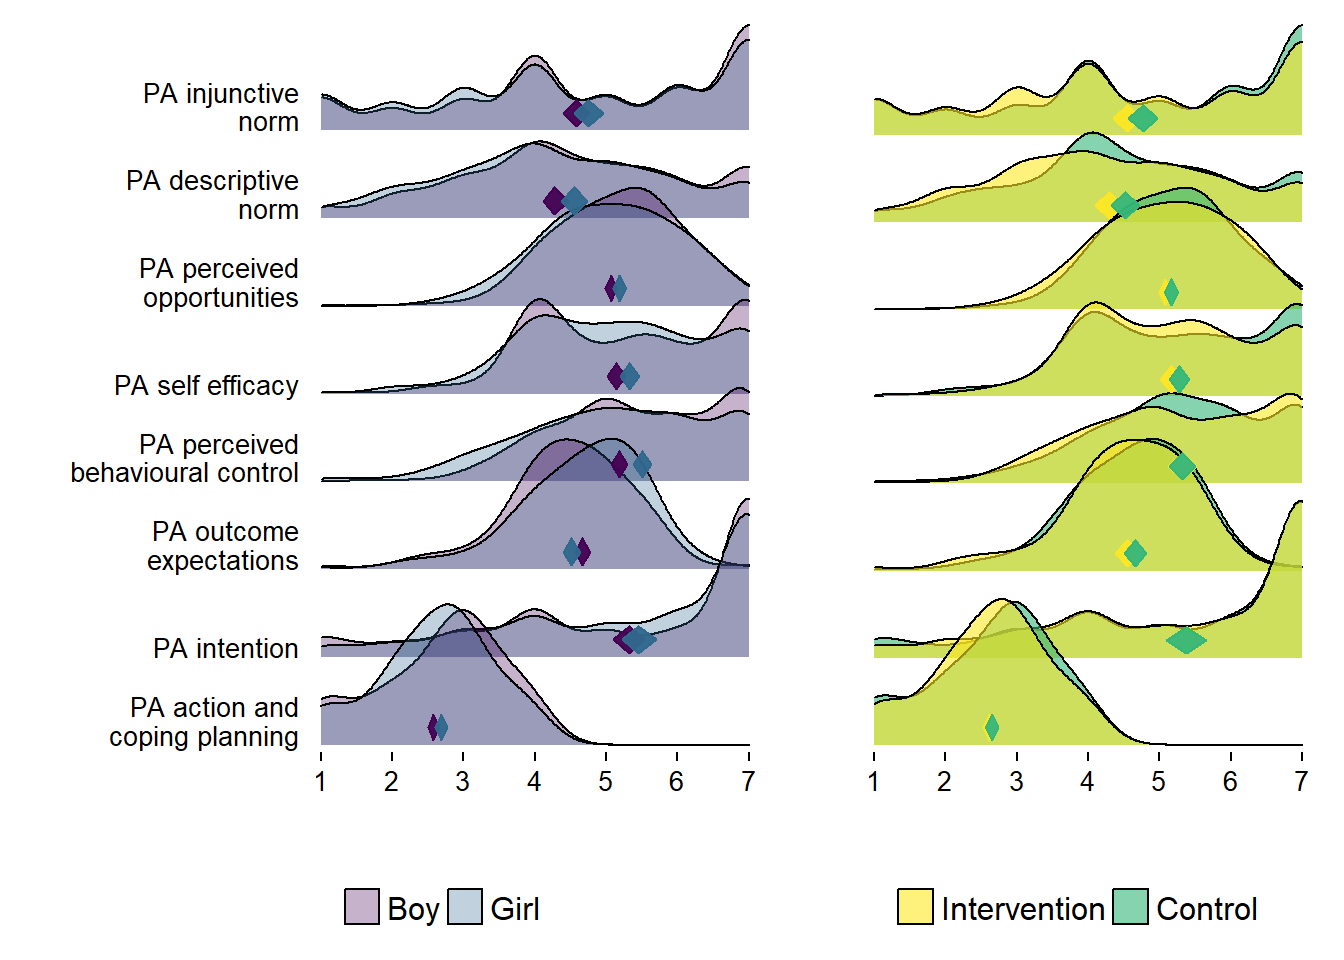 PA injunctive
norm
PA descriptive
norm
PA perceived
opportunities
PA self efficacy
PA perceived
behavioural control
PA outcome
expectations
PA intention
PA action and
coping planning
1 2 3 4 5 6 7
1 2 3 4 5 6 7
Boy Girl
Intervention Control